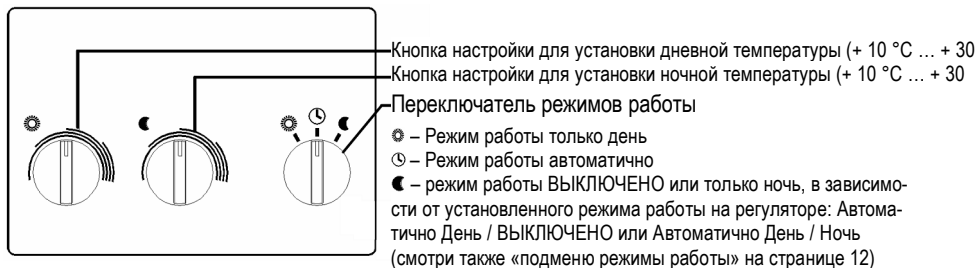 Кнопка настройки для установки дневной температуры (+ 10 °C … + 30
Кнопка настройки для установки ночной температуры (+ 10 °C … + 30
Переключатель режимов работы
– Режим работы только день
– Режим работы автоматично
– режим работы ВЫКЛЮЧЕНО или только ночь, в зависимо-
сти от установленного режима работы на регуляторе: Автома-
тично День / ВЫКЛЮЧЕНО или Автоматично День / Ночь
(смотри также «подменю режимы работы» на странице 12)